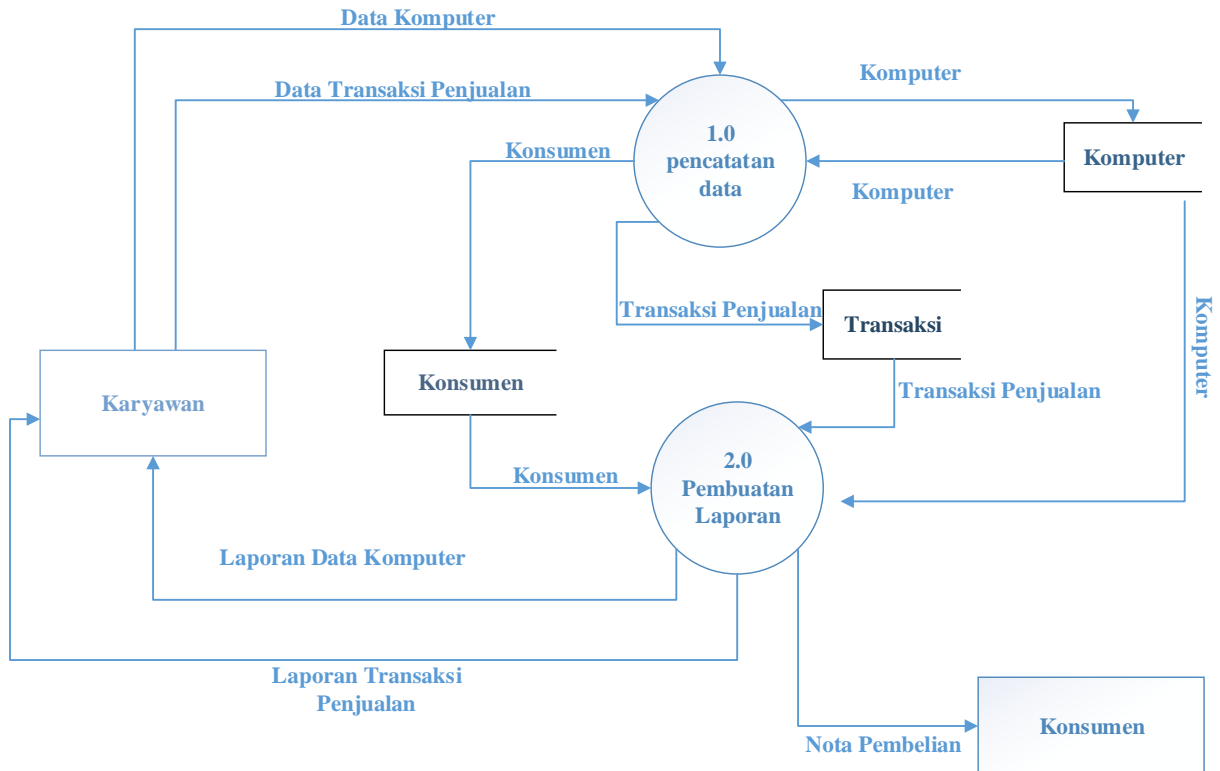 Data Komputer
Data Transaksi Penjualan
Komputer
1.0
pencatatan
data
Konsumen
Komputer
Komputer
Transaksi Penjualan
Transaksi
Komputer
Karyawan
Konsumen
Transaksi Penjualan
2.0
Pembuatan
Laporan
Konsumen
Laporan Data Komputer
Laporan Transaksi
Penjualan
Nota Pembelian
Konsumen